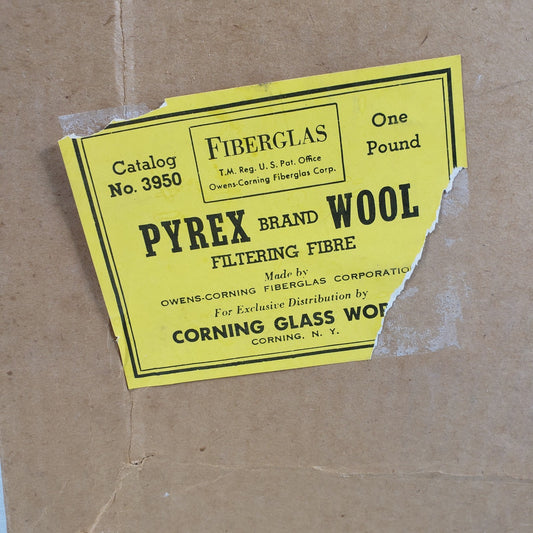 Catalog
No. 3950
FIBERGLAS
T.M. Reg. U. S. Pat. Office
Owens-Corning Fiberglas Corp.
One
Pound
PYREX BRAND WOOL
FILTERING FIBRE
Made by
OWENS-CORNING FIBERGLAS CORPORATIO
For Exclusive Distribution by
CORNING GLASS WOR
CORNING, N. Y.